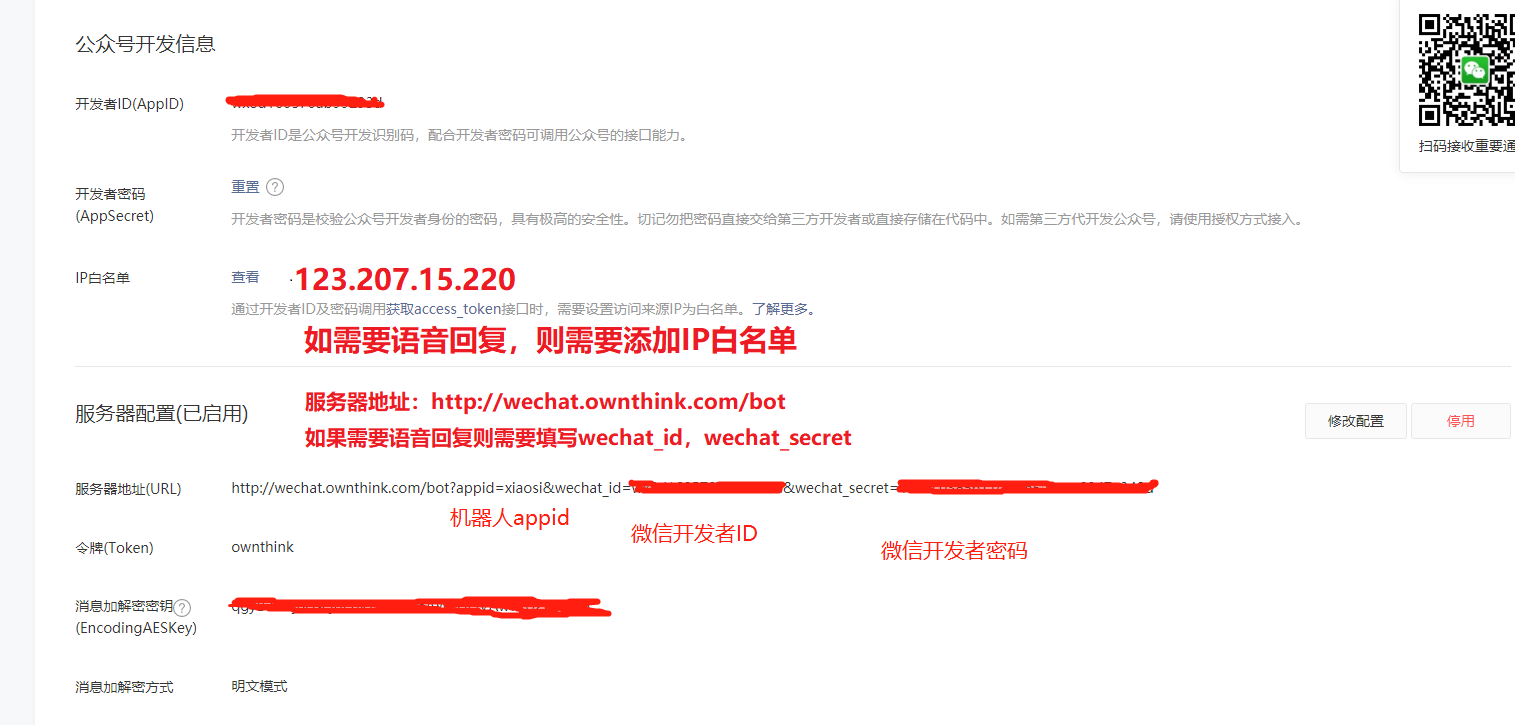 公众号开发信息
开发者ID(AppID)
开发者ID是公众号开发识别码，配合开发者密码可调用公众号的接口能力。
开发者密码
(AppSecret)
重置 ?
开发者密码是校验公众号开发者身份的密码，具有极高的安全性。切记勿把密码直接交给第三方开发者或直接存储在代码中。如需第三方代开发公众号，请使用授权方式接入。
扫码接收重要通
IP白名单
查看 .123.207.15.220
通过开发者ID及密码调用获取access_token接口时，需要设置访问来源IP为白名单。了解更多。
如需要语音回复，则需要添加IP白名单
服务器配置(已启用)
服务器地址：http://wechat.ownthink.com/bot
如果需要语音回复则需要填写wechat_id，wechat_secret
修改配置 停用
服务器地址(URL)
http://wechat.ownthink.com/bot?appid=xiaosi&wechat_id= &wechat_secret=
机器人appid
微信开发者ID
微信开发者密码
令牌(Token)
ownthink
消息加解密密钥?
(EncodingAESKey)
消息加解密方式
明文模式